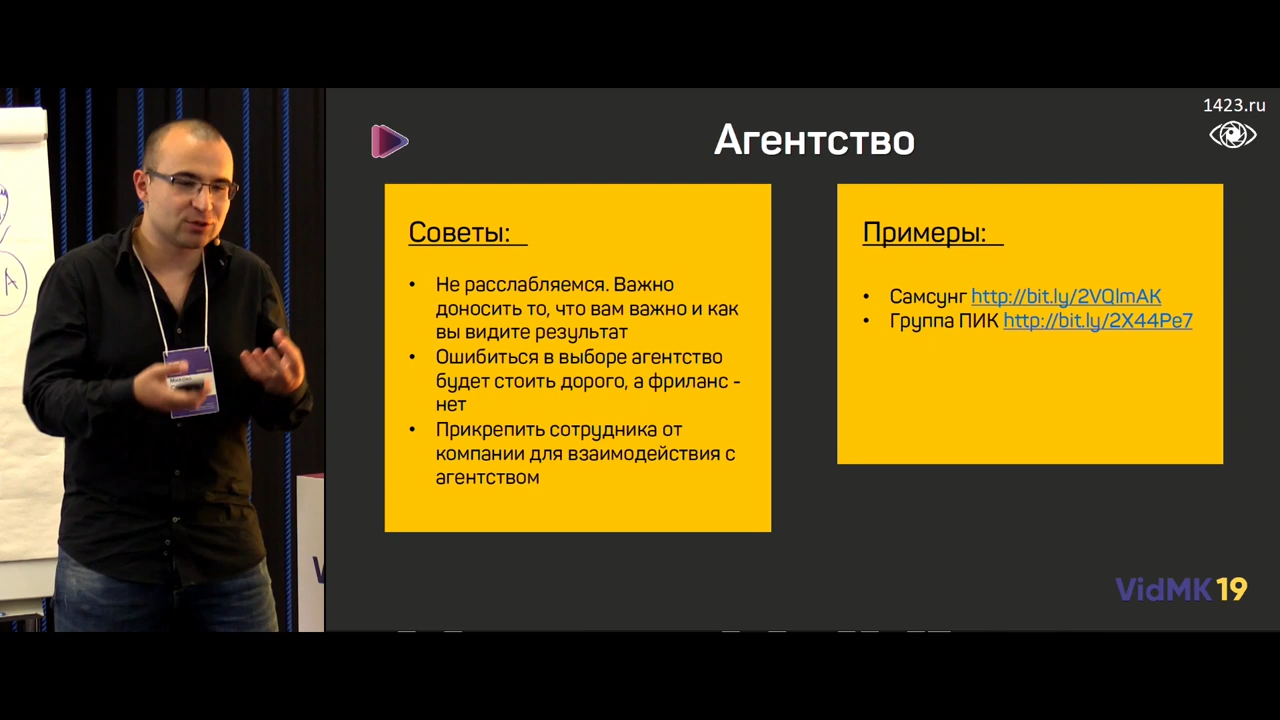 1423.ru
Агентство
Советы:
• Не расслабляемся. Важно
доносить то, что вам важно и как
вы видите результат
• Ошибиться в выборе агентство
будет стоить дорого, а фриланс -
нет
• Прикрепить сотрудника от
компании для взаимодействия с
агентством
Примеры:
• Самсунг http://bit.ly/2VQlmAK
• Группа ПИК http://bit.ly/2X44Pe7
VidMK19
A
V